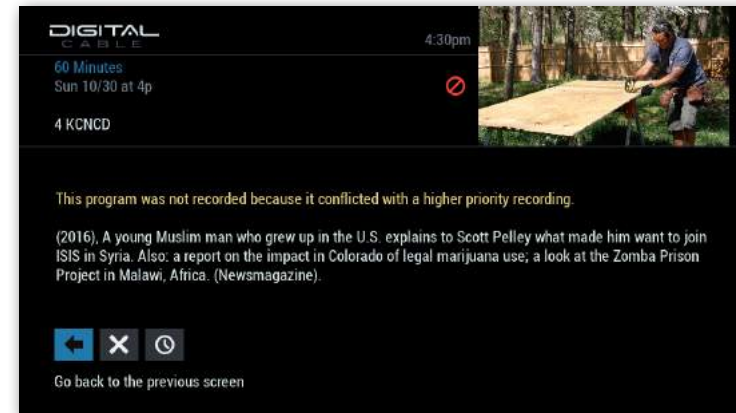 DIGITAL
CABLE
4:30pm
60 Minutes
Sun 10/30 at 4p
4 KCNCD
This program was not recorded because it conflicted with a higher priority recording.
(2016), A young Muslim man who grew up in the U.S. explains to Scott Pelley what made him want to join
ISIS in Syria. Also: a report on the impact in Colorado of legal marijuana use; a look at the Zomba Prison
Project in Malawi, Africa. (Newsmagazine).
Go back to the previous screen